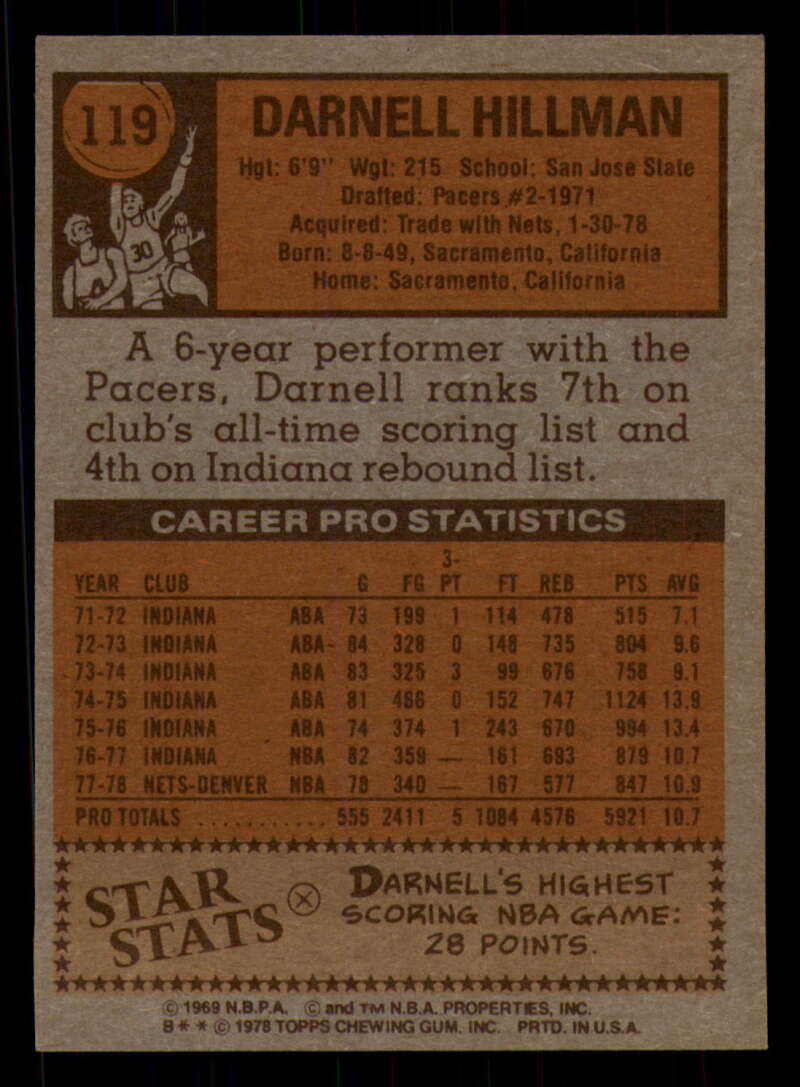 119
DARNELL HILLMAN
Hgt: 6'9" Wgt: 215 School: San Jose State
Drafted: Pacers #2-1971
Acquired: Trade with Nets, 1-30-78
Born: 8-8-49, Sacramento, California
Home: Sacramento, California
30
A 6-year performer with the
Pacers, Darnell ranks 7th on
club's all-time scoring list and
4th on Indiana rebound list.
CAREER PRO STATISTICS
YEAR CLUB G FG 3-PT FT REB PTS AVG
71-72 INDIANA ABA 73 199 1 114 478 515 7.1
72-73 INDIANA ABA 84 328 0 148 735 804 9.6
73-74 INDIANA ABA 83 325 3 99 676 758 9.1
74-75 INDIANA ABA 81 486 0 152 747 1124 13.9
75-76 INDIANA ABA 74 374 1 243 670 994 13.4
76-77 INDIANA NBA 82 359 — 161 693 879 10.7
77-78 NETS-DENVER NBA 78 340 — 167 577 847 10.9
PRO TOTALS ........... 555 2411 5 1084 4576 5921 10.7
STAR STATS
DARNELL'S HIGHEST
SCORING NBA GAME:
28 POINTS.
© 1969 N.B.P.A. © and TM N.B.A. PROPERTIES, INC.
B* * © 1978 TOPPS CHEWING GUM. INC. PRTD. IN U.S.A.